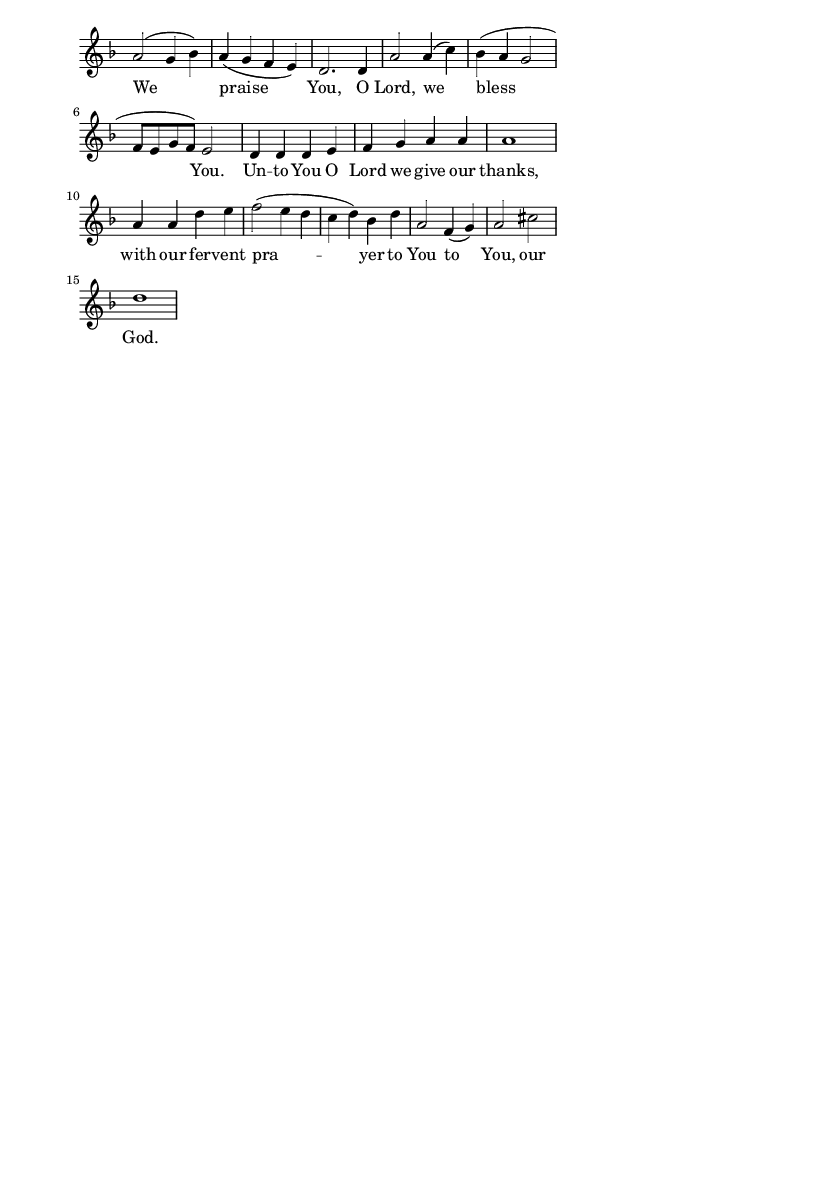 We praise You, O Lord, we bless
6
You. Un -- to You O Lord we give our thanks,
10
with our fervent pra -- yer to You to You, our
15
God.